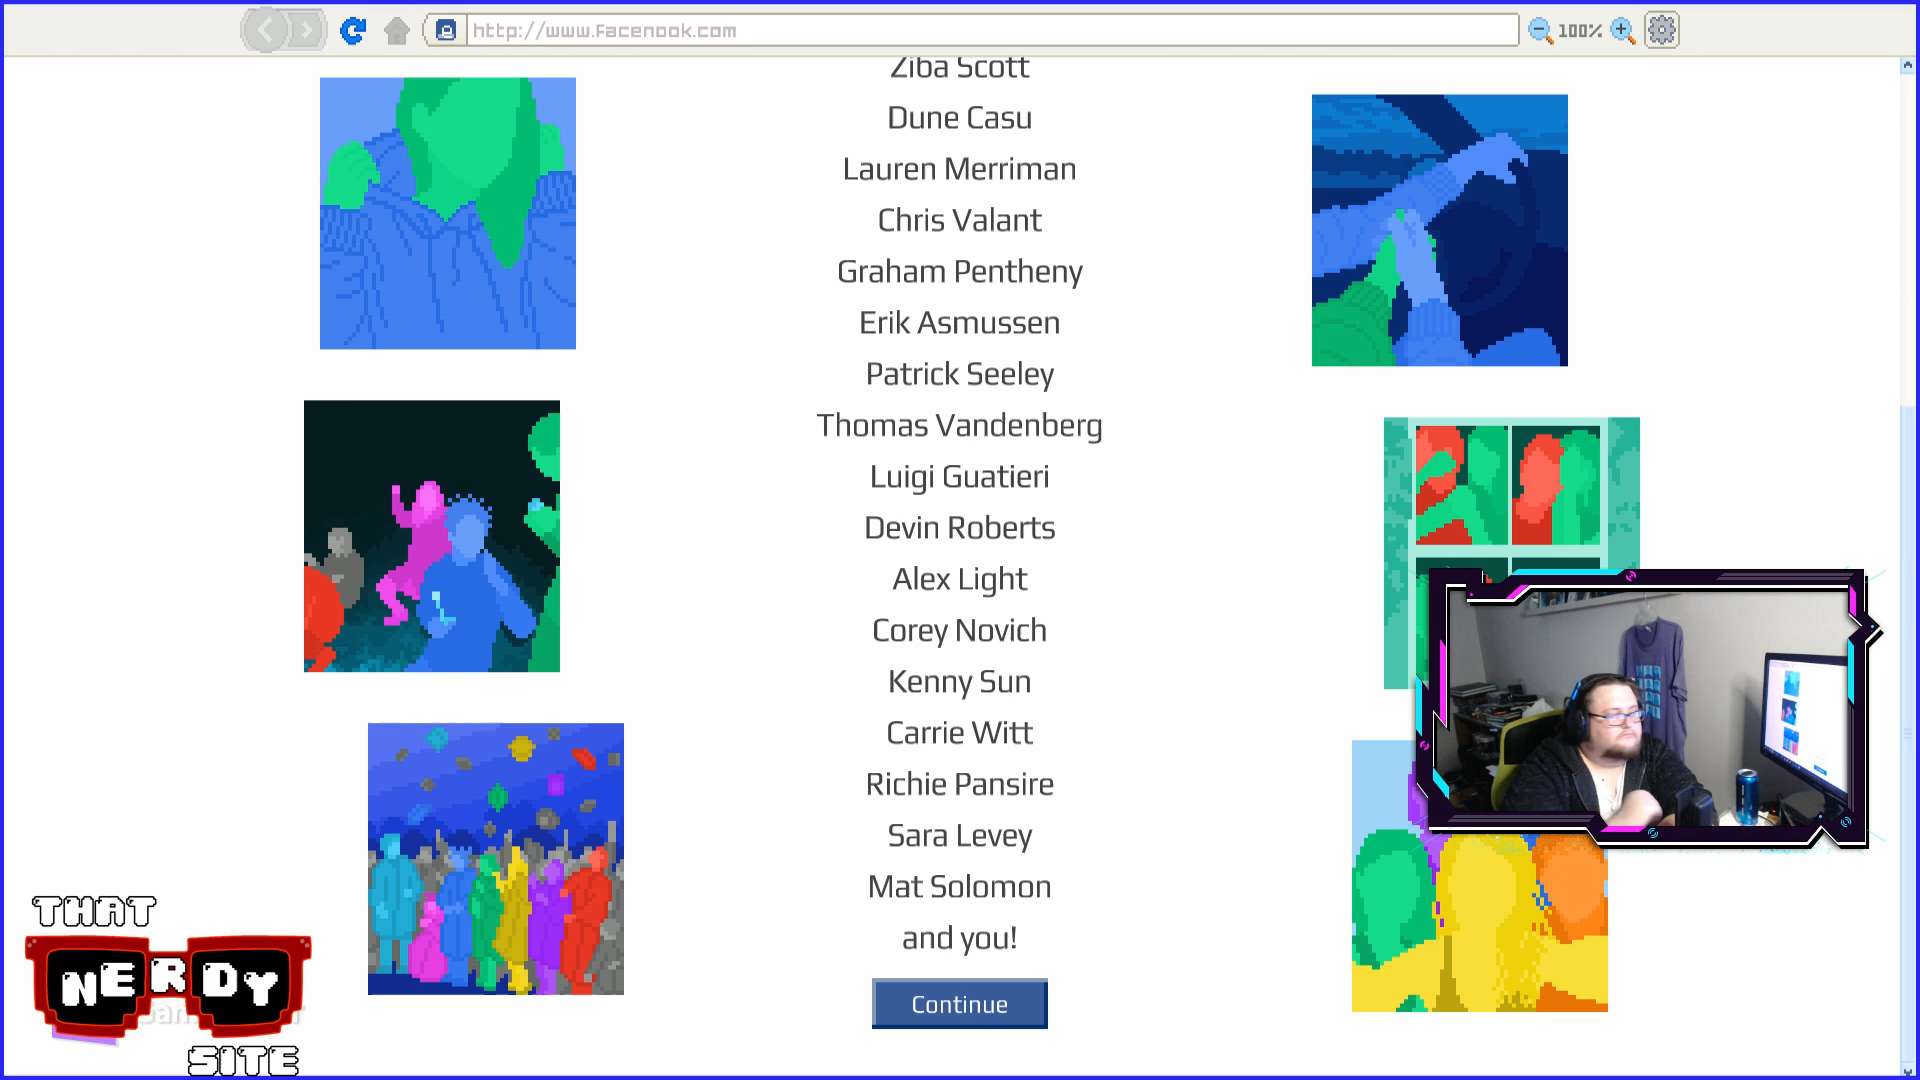 http://www.facenook.com
100%
Ziba Scott
Dune Casu
Lauren Merriman
Chris Valant
Graham Pentheny
Erik Asmussen
Patrick Seeley
Thomas Vandenberg
Luigi Guatieri
Devin Roberts
Alex Light
Corey Novich
Kenny Sun
Carrie Witt
Richie Pansire
Sara Levey
Mat Solomon
and you!
Continue
THAT
NERDY
SITE